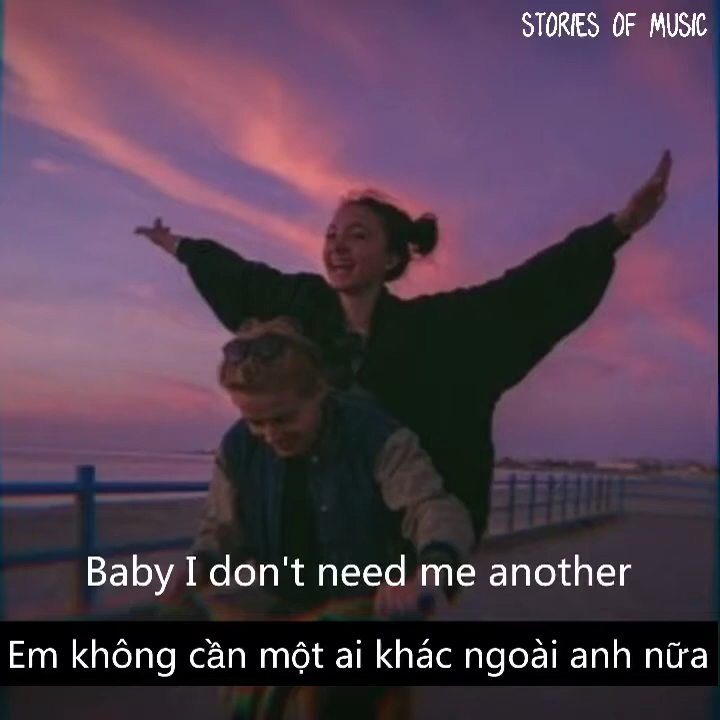 STORIES OF MUSIC
Baby I don't need me another
Em không cần một ai khác ngoài anh nữa